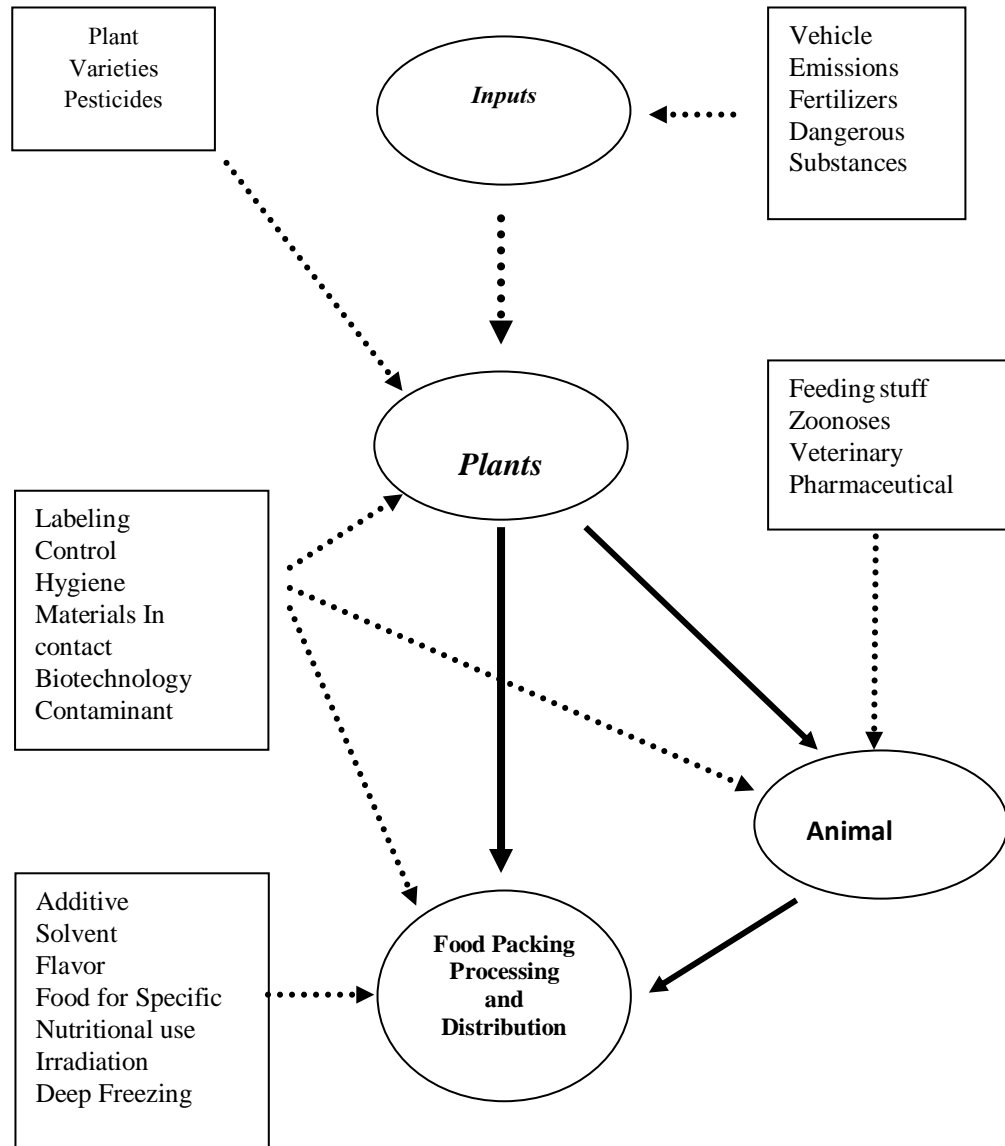 Plant
Varieties
Pesticides
Inputs
Vehicle
Emissions
Fertilizers
Dangerous
Substances
Plants
Feeding stuff
Zoonoses
Veterinary
Pharmaceutical
Labeling
Control
Hygiene
Materials In
contact
Biotechnology
Contaminant
Animal
Additive
Solvent
Flavor
Food for Specific
Nutritional use
Irradiation
Deep Freezing
Food Packing
Processing
and
Distribution